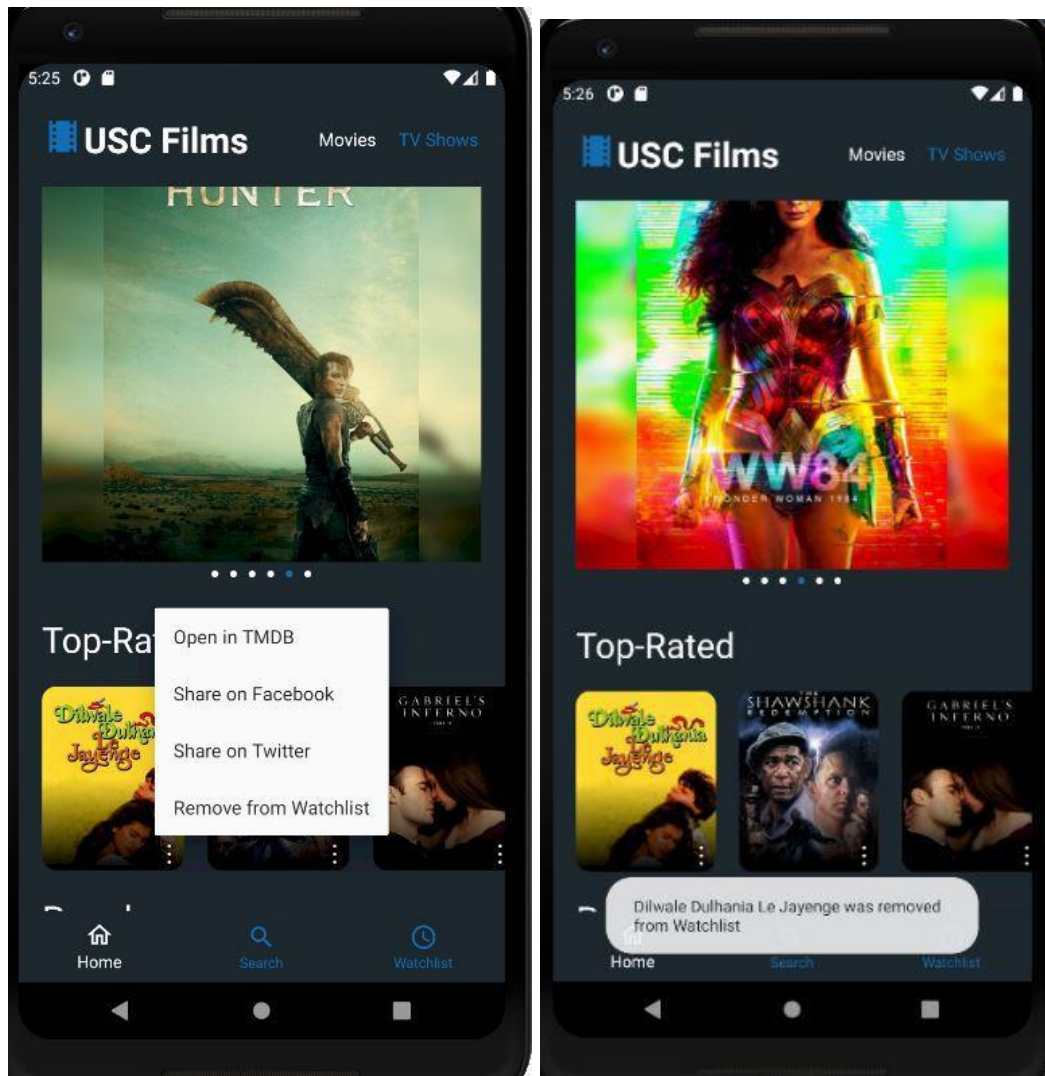 5:25
USC Films
Movies
TV Shows
HUNTER
Open in TMDB
Top-Ra
Share on Facebook
Dilwale
Dulhan
Le
Jayenge
GABRIEL'S
INFERNO
Share on Twitter
Remove from Watchlist
Home
Search
Watchlist
5:26
USC Films
Movies
TV Shows
WW84
WONDER WOMAN 1984
Top-Rated
Dilwale
Dulhania
Le
Jayenge
THE
SHAWSHANK
REDEMPTION
GABRIEL'S
INFERNO
Dilwale Dulhania Le Jayenge was removed
from Watchlist
Home
Search
Watchlist